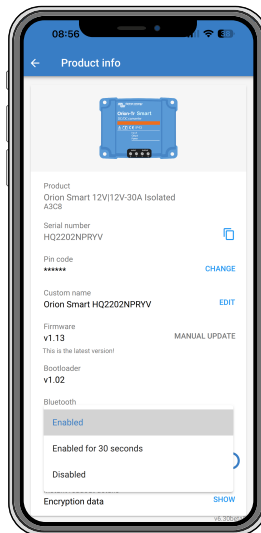 08:56
Product info
Orion-Tr Smart
Product
Orion Smart 12V|12V-30A Isolated
A3C8
Serial number
HQ2202NPRYV
Pin code
******
CHANGE
Custom name
Orion Smart HQ2202NPRYV
EDIT
Firmware
v1.13
MANUAL UPDATE
This is the latest version!
Bootloader
v1.02
Bluetooth
Enabled
Enabled for 30 seconds
Disabled
Encryption data
SHOW